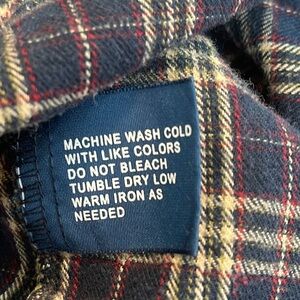 MACHINE WASH COLD
WITH LIKE COLORS
DO NOT BLEACH
TUMBLE DRY LOW
WARM IRON AS
NEEDED